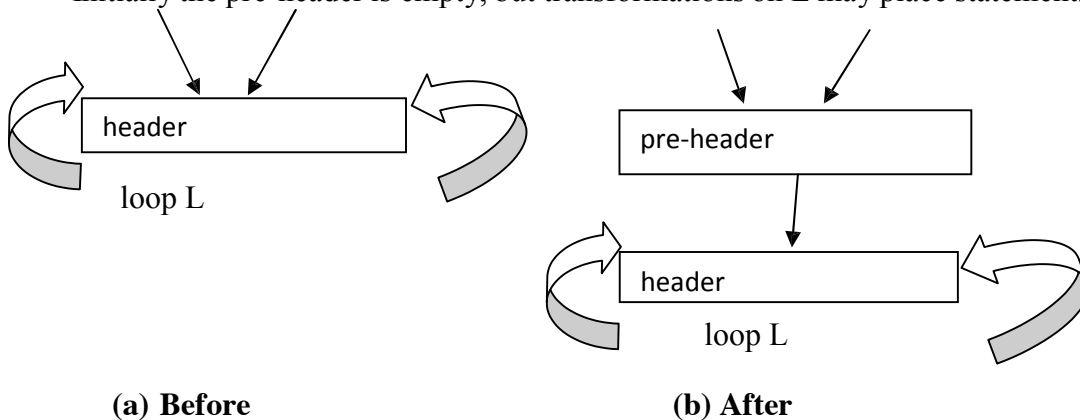 Initially the pre-header is empty, but transformations on L may place statements
header
loop L
pre-header
header
loop L
(a) Before
(b) After